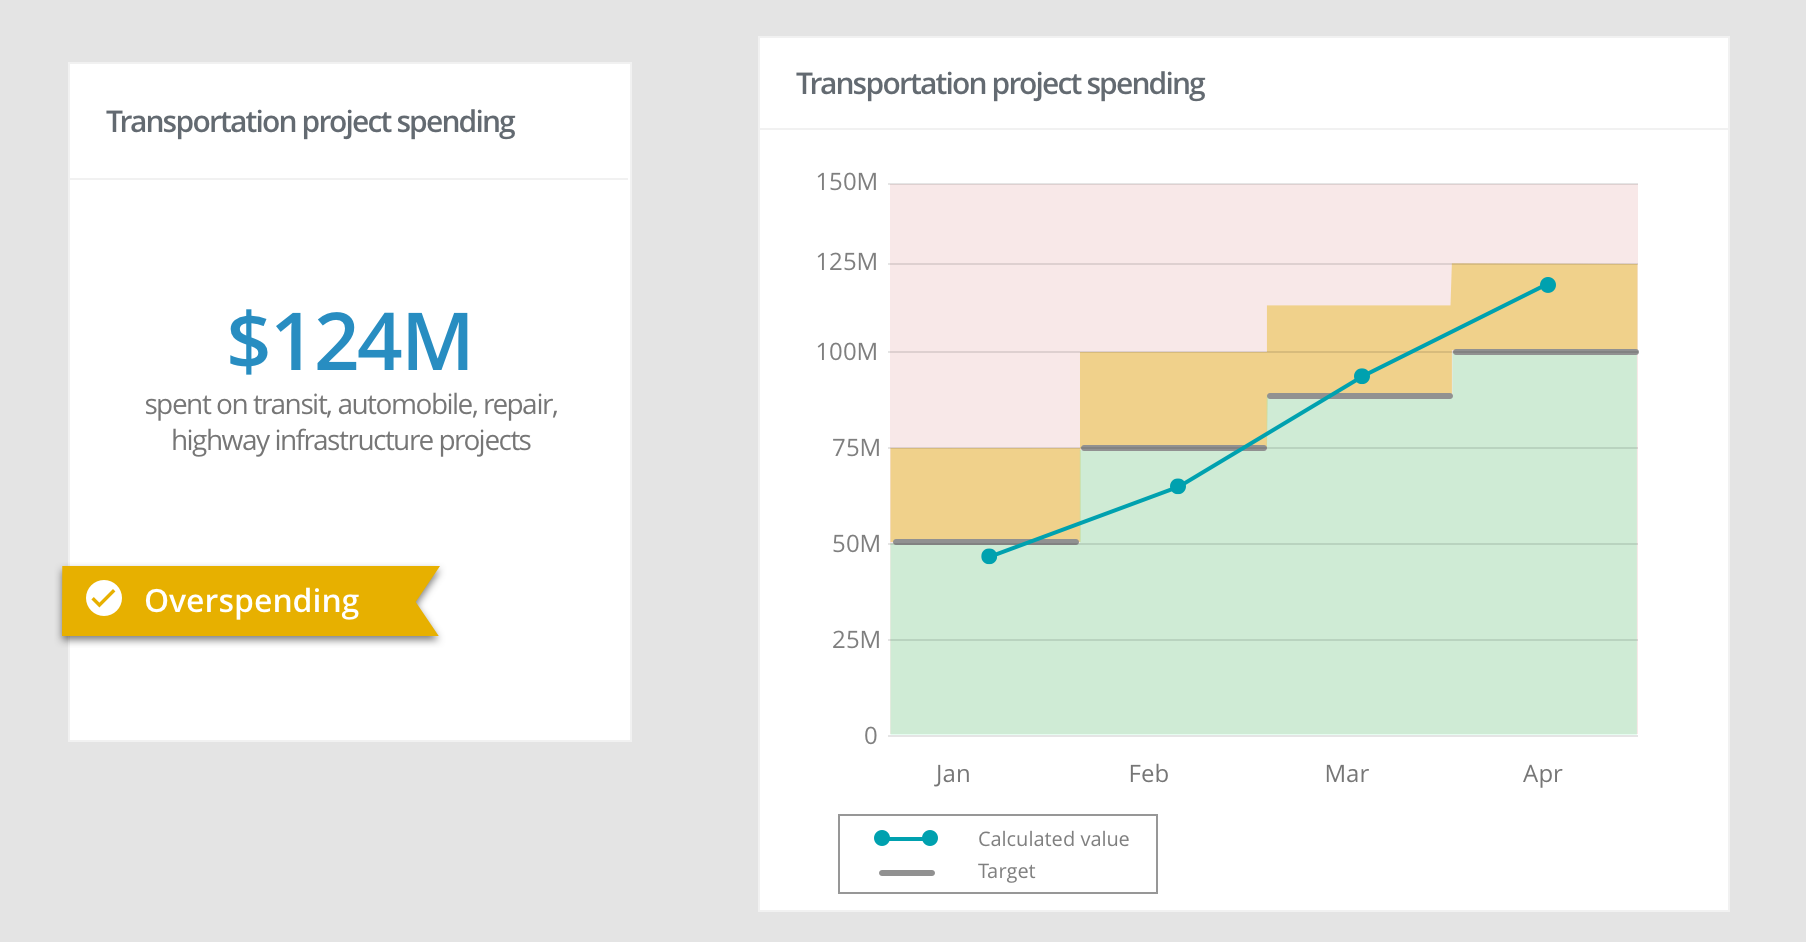 Transportation project spending
$124M
spent on transit, automobile, repair,
highway infrastructure projects
Overspending
Transportation project spending
150M
125M
100M
75M
50M
25M
0
Jan Feb Mar Apr
Calculated value
Target